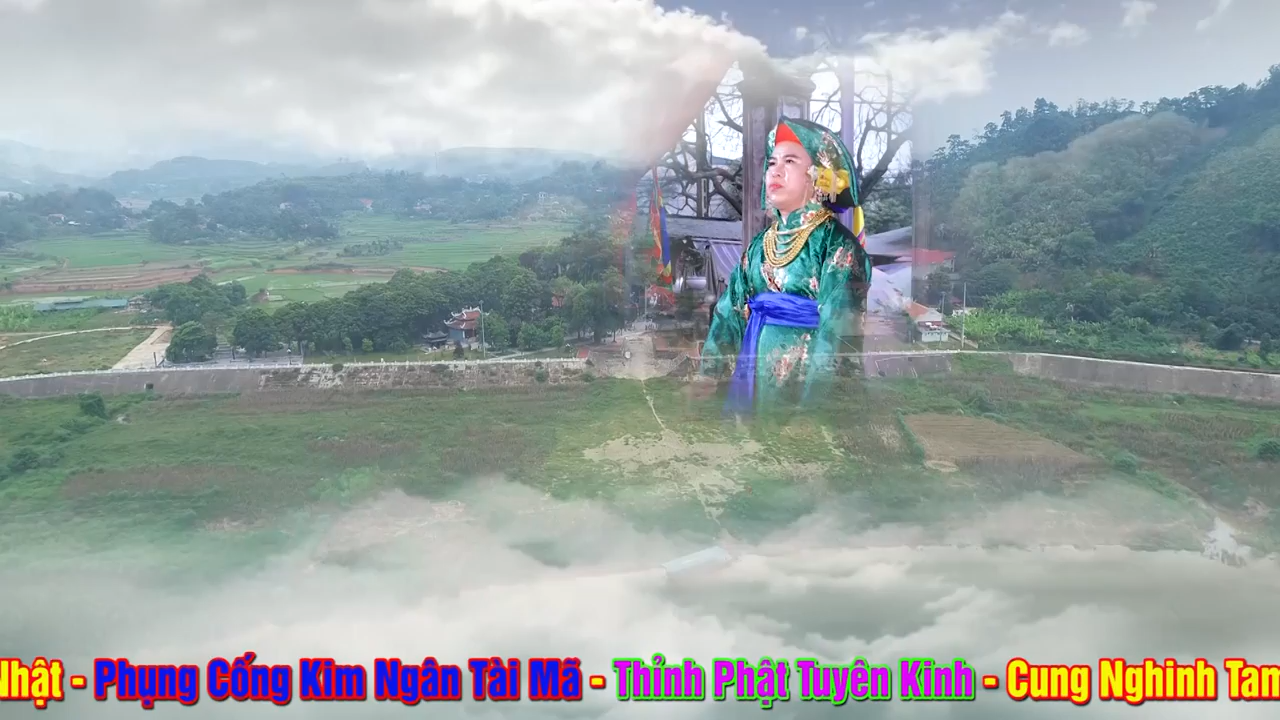 Nhật - Phụng Cống Kim Ngân Tài Mã - Thỉnh Phật Tuyên Kinh - Cung Nghinh Tam